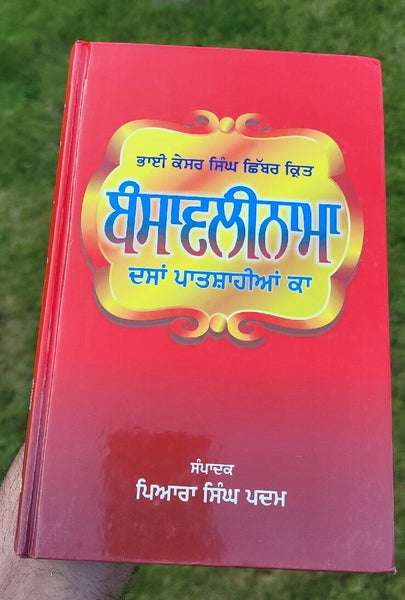 ਭਾਈ ਕੇਸਰ ਸਿੰਘ ਛਿੱਬਰ ਕ੍ਰਿਤ
ਬੰਸਾਵਲੀਨਾਮਾ
ਦਸਾਂ ਪਾਤਸ਼ਾਹੀਆਂ ਕਾ
ਸੰਪਾਦਕ
ਪਿਆਰਾ ਸਿੰਘ ਪਦਮ